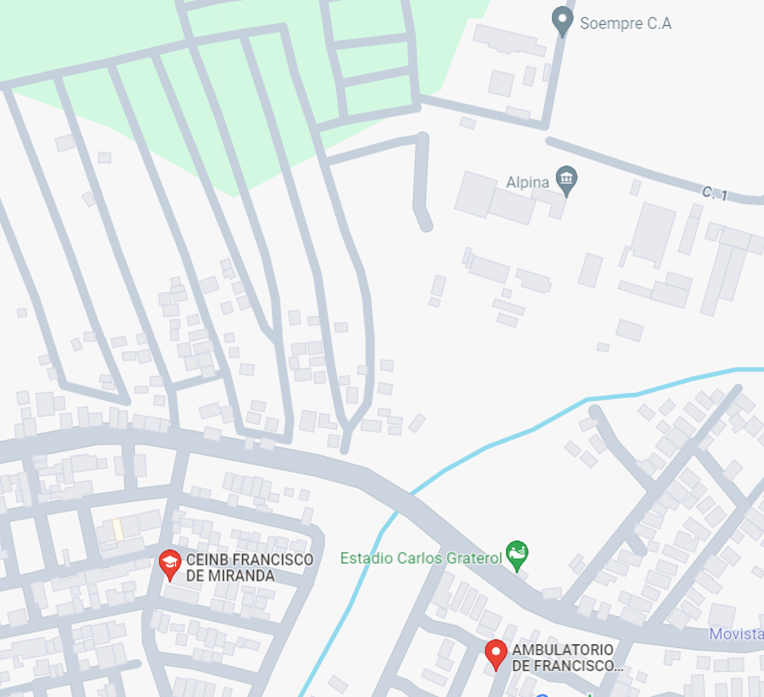 Soempre C.A
Alpina
C. 1
Estadio Carlos Graterol
CEINB FRANCISCO
DE MIRANDA
AMBULATORIO
DE FRANCISCO...
Movista